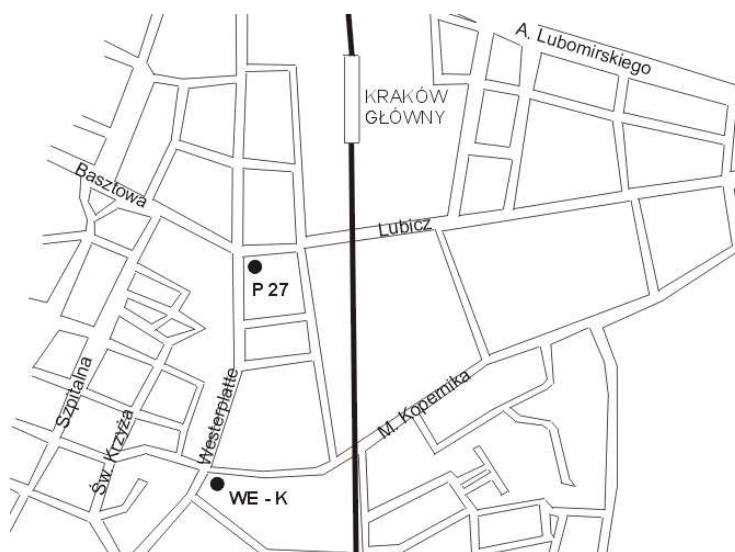 A. Lubomirskiego
KRAKÓW
GŁÓWNY
Basztowa
Lubicz
P 27
Szpitalna
Św. Krzyża
Westerplatte
M. Kopernika
WE - K